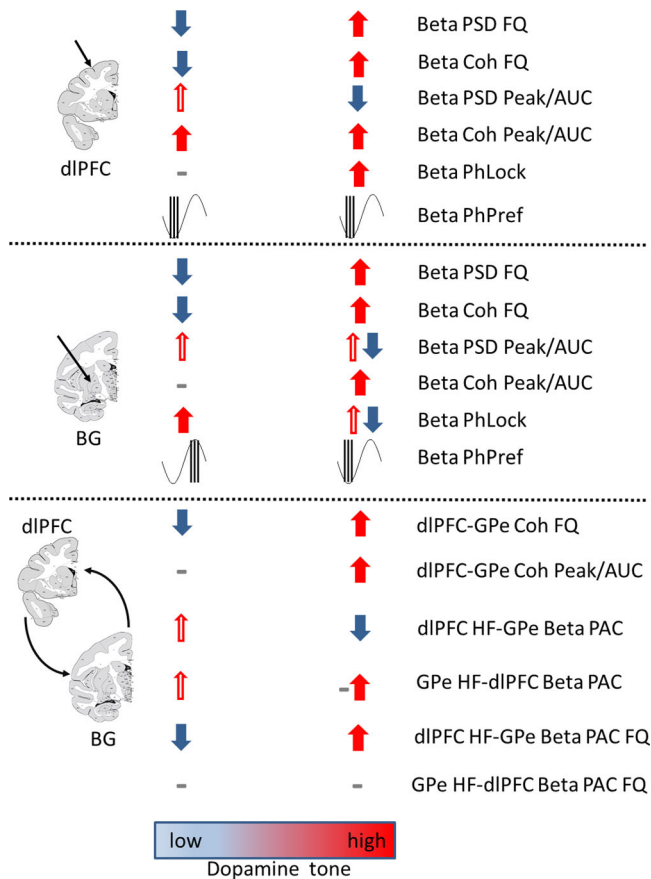 Beta PSD FQ
Beta Coh FQ
Beta PSD Peak/AUC
Beta Coh Peak/AUC
dlPFC
Beta PhLock
Beta PhPref
Beta PSD FQ
Beta Coh FQ
Beta PSD Peak/AUC
Beta Coh Peak/AUC
BG
Beta PhLock
Beta PhPref
dlPFC
dlPFC-GPe Coh FQ
dlPFC-GPe Coh Peak/AUC
dlPFC HF-GPe Beta PAC
GPe HF-dlPFC Beta PAC
BG
dlPFC HF-GPe Beta PAC FQ
GPe HF-dlPFC Beta PAC FQ
low high
Dopamine tone